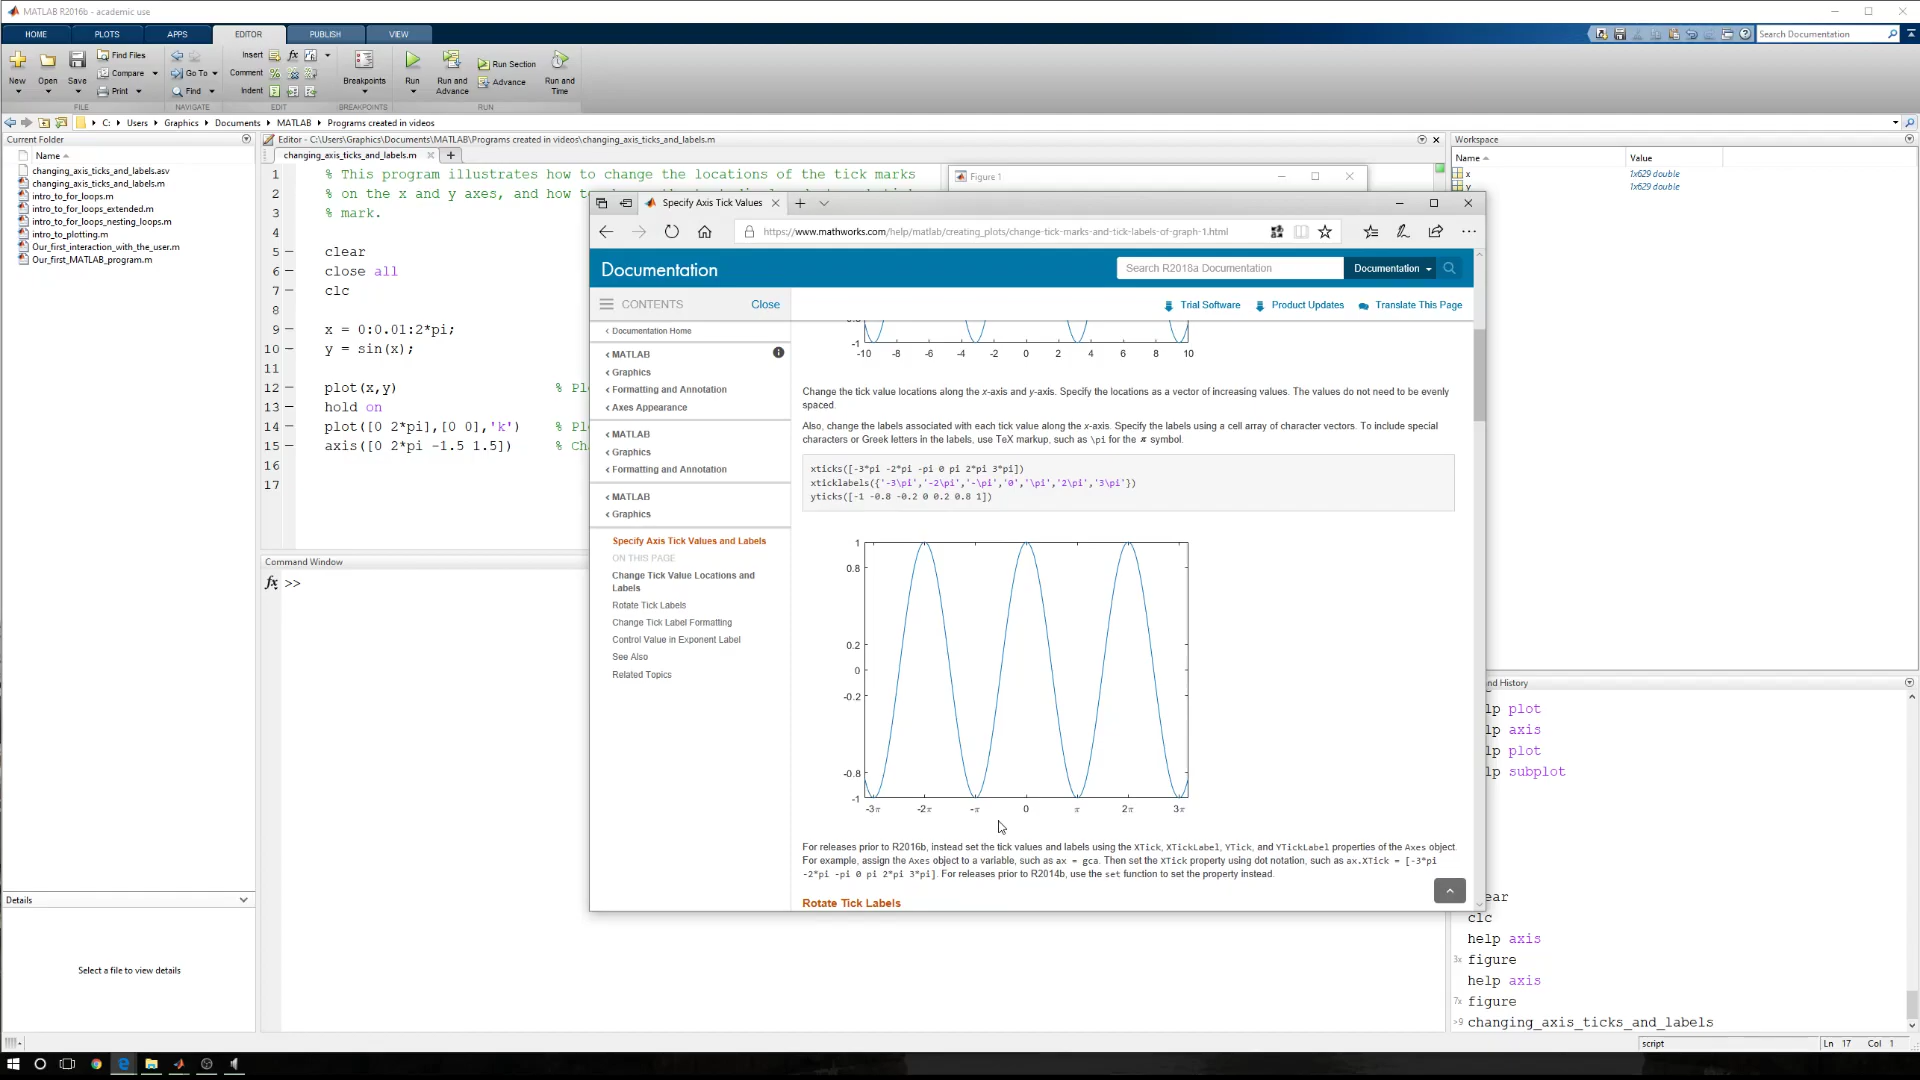 MATLAB R2016b - academic use
HOME PLOTS APPS EDITOR PUBLISH VIEW
Search Documentation
New Open Save Find Files Compare Print
Go To Find
Insert Comment Indent
Breakpoints
Run Run and Advance Run Section Advance Run and Time
FILE NAVIGATE EDIT BREAKPOINTS RUN
C: Users Graphics Documents MATLAB Programs created in videos
Current Folder
Name
changing_axis_ticks_and_labels.asv
changing_axis_ticks_and_labels.m
intro_to_for_loops.m
intro_to_for_loops_extended.m
intro_to_for_loops_nesting_loops.m
intro_to_plotting.m
Our_first_interaction_with_the_user.m
Our_first_MATLAB_program.m
Details
Select a file to view details
Editor - C:\Users\Graphics\Documents\MATLAB\Programs created in videos\changing_axis_ticks_and_labels.m
changing_axis_ticks_and_labels.m
1 % This program illustrates how to change the locations of the tick marks
2 % on the x and y axes, and how t
3 % mark.
4
5 clear
6 close all
7 clc
8
9 x = 0:0.01:2*pi;
10 y = sin(x);
11
12 plot(x,y) % Pl
13 hold on
14 plot([0 2*pi],[0 0],'k') % Pl
15 axis([0 2*pi -1.5 1.5]) % Ch
16
17
Command Window
fx >>
Figure 1
Specify Axis Tick Values
https://www.mathworks.com/help/matlab/creating_plots/change-tick-marks-and-tick-labels-of-graph-1.html
Documentation
Search R2018a Documentation
Documentation
CONTENTS Close
Trial Software Product Updates Translate This Page
Documentation Home
MATLAB
Graphics
Formatting and Annotation
Axes Appearance
MATLAB
Graphics
Formatting and Annotation
MATLAB
Graphics
Specify Axis Tick Values and Labels
ON THIS PAGE
Change Tick Value Locations and
Labels
Rotate Tick Labels
Change Tick Label Formatting
Control Value in Exponent Label
See Also
Related Topics
-1
-10 -8 -6 -4 -2 0 2 4 6 8 10
Change the tick value locations along the x-axis and y-axis. Specify the locations as a vector of increasing values. The values do not need to be evenly
spaced.
Also, change the labels associated with each tick value along the x-axis. Specify the labels using a cell array of character vectors. To include special
characters or Greek letters in the labels, use TeX markup, such as \pi for the π symbol.
xticks([-3*pi -2*pi -pi 0 pi 2*pi 3*pi])
xticklabels({'-3\pi','-2\pi','-\pi','0','\pi','2\pi','3\pi'})
yticks([-1 -0.8 -0.2 0 0.2 0.8 1])
1
0.8
0.2
0
-0.2
-0.8
-1
-3π -2π -π 0 π 2π 3π
For releases prior to R2016b, instead set the tick values and labels using the XTick, XTickLabel, YTick, and YTickLabel properties of the Axes object.
For example, assign the Axes object to a variable, such as ax = gca. Then set the XTick property using dot notation, such as ax.XTick = [-3*pi
-2*pi -pi 0 pi 2*pi 3*pi]. For releases prior to R2014b, use the set function to set the property instead.
Rotate Tick Labels
Workspace
Name Value
x 1x629 double
y 1x629 double
nd History
lp plot
lp axis
lp plot
lp subplot
ear
clc
help axis
3x figure
help axis
7x figure
>9 changing_axis_ticks_and_labels
script Ln 17 Col 1